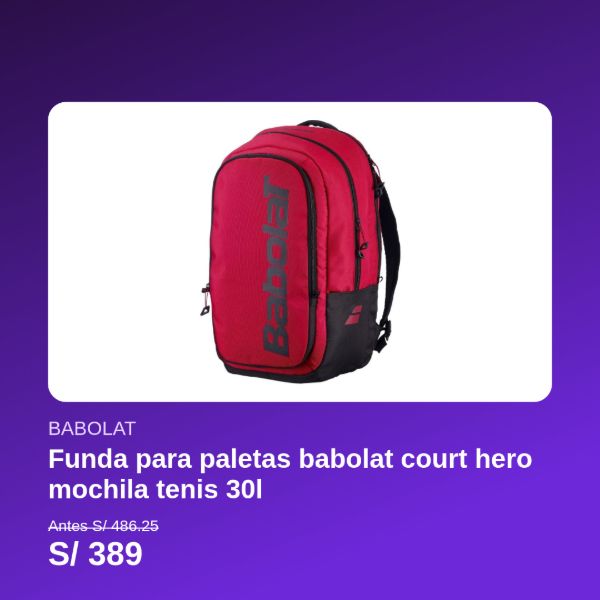 Babolat
BABOLAT
Funda para paletas babolat court hero
mochila tenis 30l
Antes S/ 486.25
S/ 389